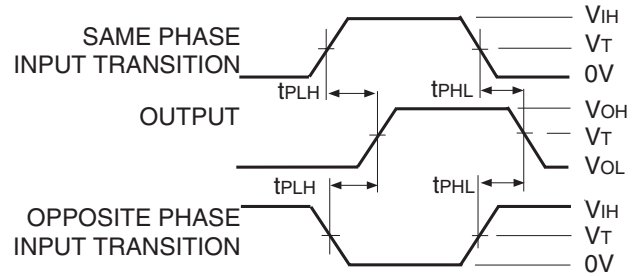 SAME PHASE
INPUT TRANSITION
VIH
VT
0V
tPLH
tPHL
OUTPUT
VOH
VT
VOL
tPLH
tPHL
OPPOSITE PHASE
INPUT TRANSITION
VIH
VT
0V